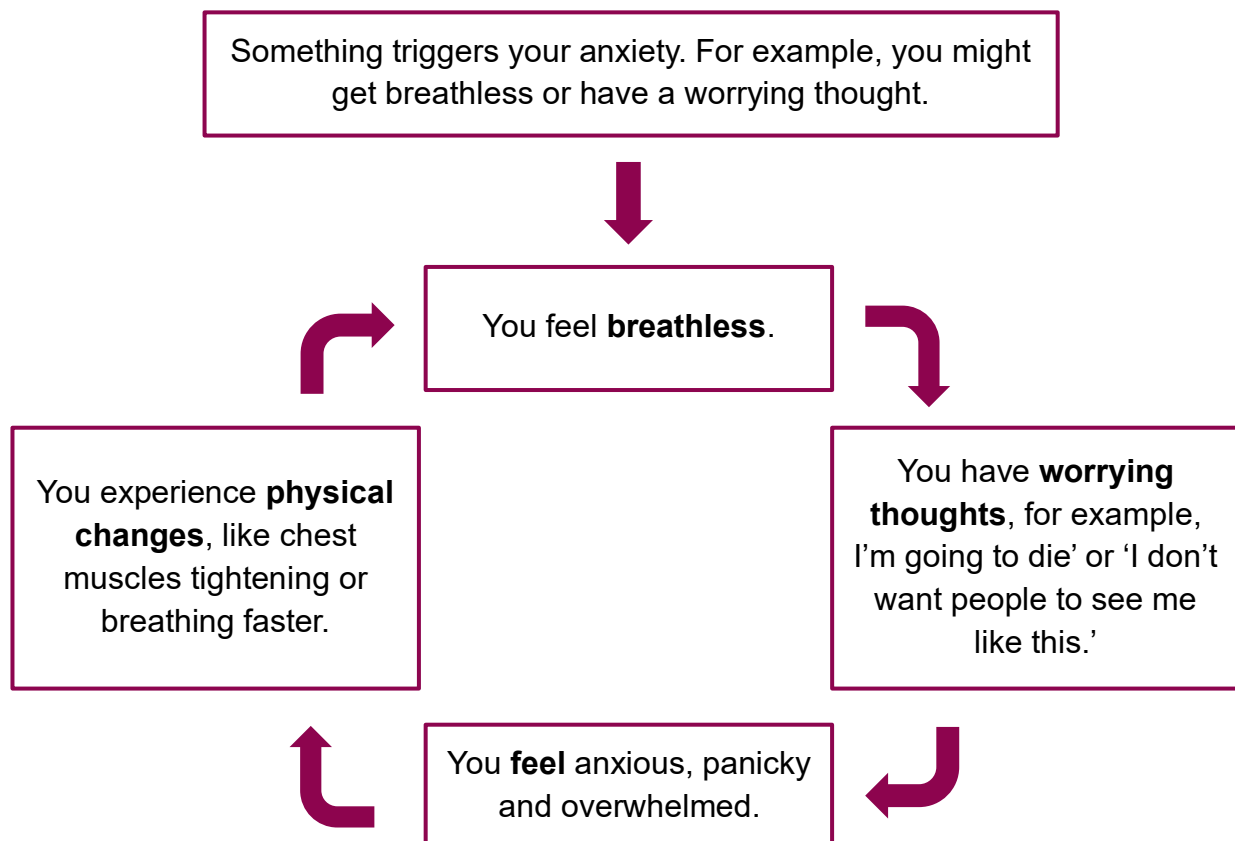 Something triggers your anxiety. For example, you might
get breathless or have a worrying thought.
You feel breathless.
You have worrying
thoughts, for example,
I’m going to die’ or ‘I don’t
want people to see me
like this.’
You feel anxious, panicky
and overwhelmed.
You experience physical
changes, like chest
muscles tightening or
breathing faster.